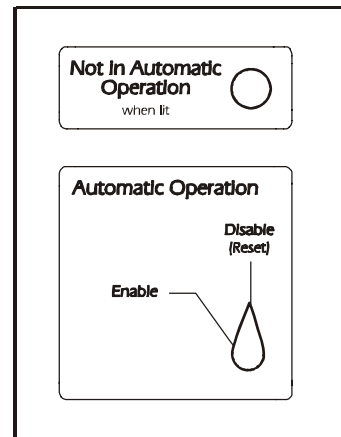 Not In Automatic
Operation
when lit
Automatic Operation
Disable
(Reset)
Enable